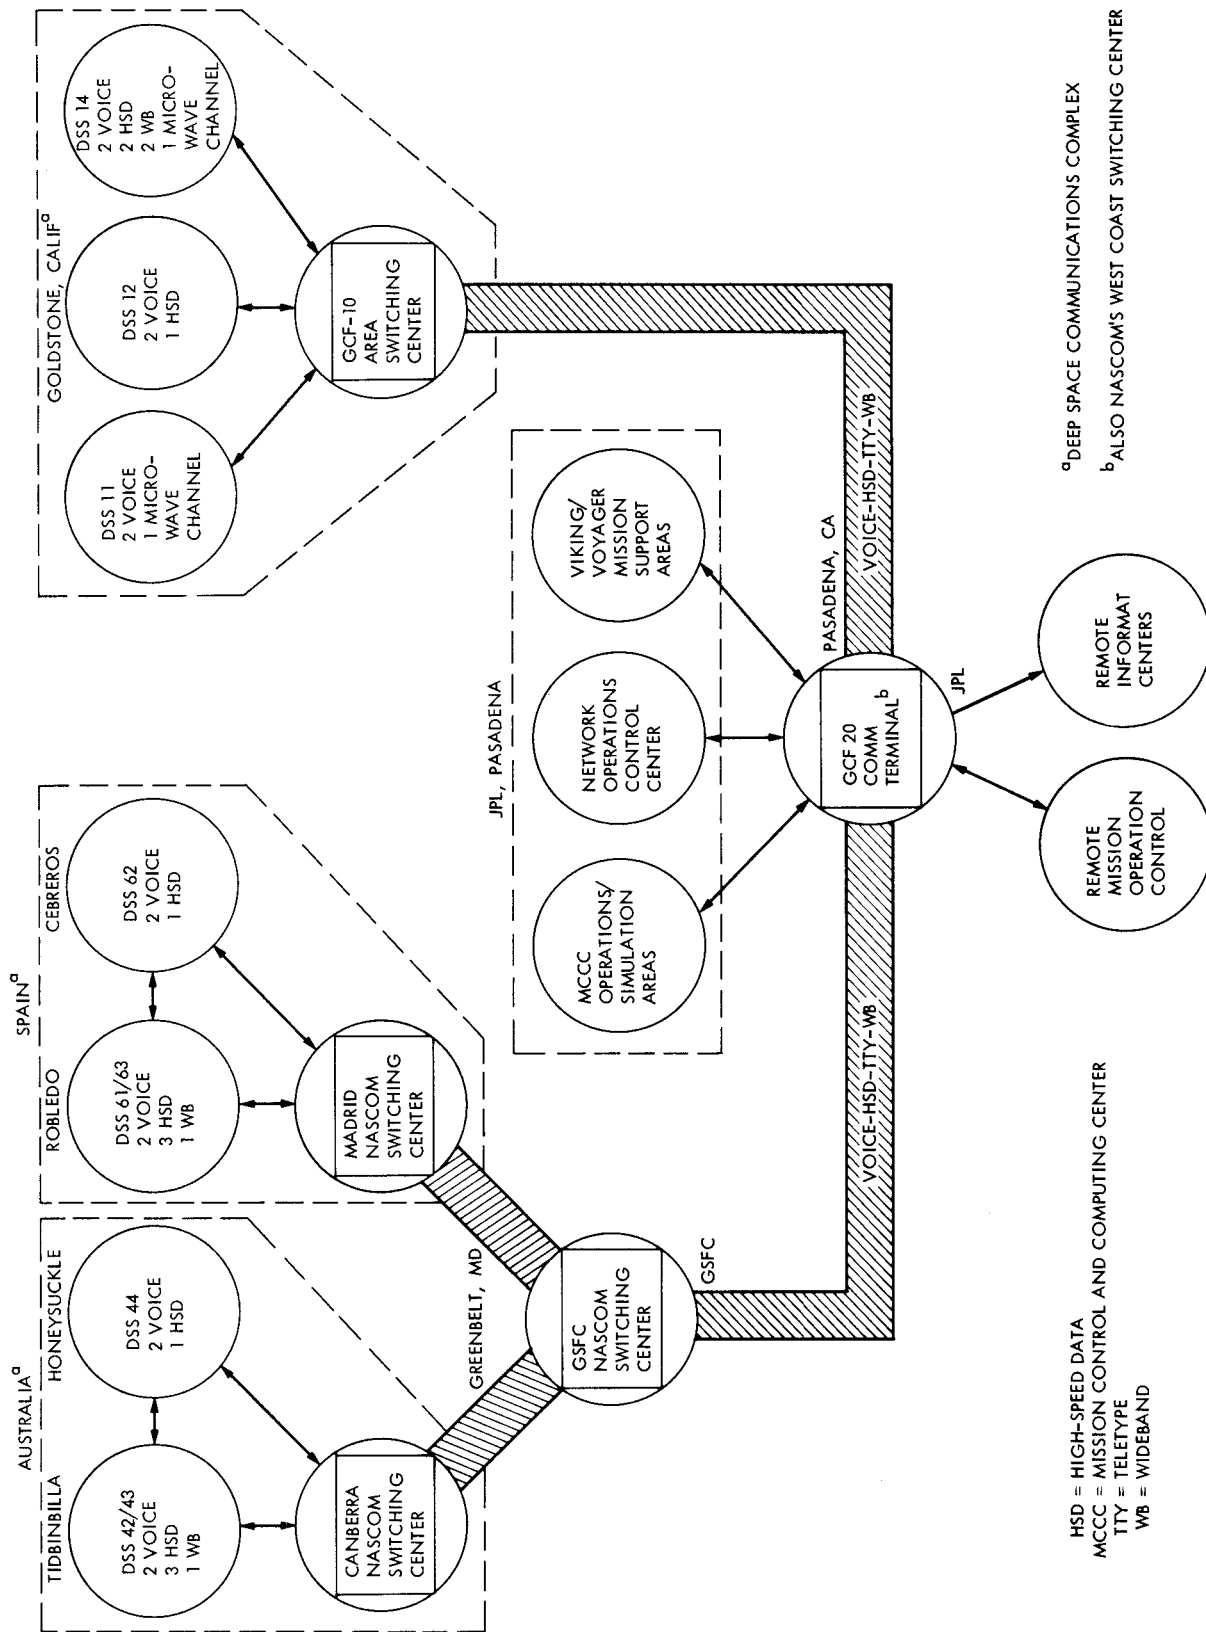 AUSTRALIAᵃ
TIDBINBILLA
HONEYSUCKLE
DSS 42/43
2 VOICE
3 HSD
1 WB
DSS 44
2 VOICE
1 HSD
CANBERRA
NASCOM
SWITCHING
CENTER
SPAINᵃ
ROBLEDO
CEBREROS
DSS 61/63
2 VOICE
3 HSD
1 WB
DSS 62
2 VOICE
1 HSD
MADRID
NASCOM
SWITCHING
CENTER
GOLDSTONE, CALIFᵃ
DSS 11
2 VOICE
1 MICRO-
WAVE
CHANNEL
DSS 12
2 VOICE
1 HSD
DSS 14
2 VOICE
2 HSD
2 WB
1 MICRO-
WAVE
CHANNEL
GCF-10
AREA
SWITCHING
CENTER
GREENBELT, MD
GSFC
NASCOM
SWITCHING
CENTER
GSFC
JPL, PASADENA
MCCC
OPERATIONS/
SIMULATION
AREAS
NETWORK
OPERATIONS
CONTROL
CENTER
VIKING/
VOYAGER
MISSION
SUPPORT
AREAS
PASADENA, CA
VOICE-HSD-TTY-WB
GCF 20
COMM
TERMINALᵇ
VOICE-HSD-TTY-WB
JPL
REMOTE
MISSION
OPERATION
CONTROL
REMOTE
INFORMAT
CENTERS
HSD = HIGH-SPEED DATA
MCCC = MISSION CONTROL AND COMPUTING CENTER
TTY = TELETYPE
WB = WIDEBAND
ᵃDEEP SPACE COMMUNICATIONS COMPLEX
ᵇALSO NASCOM'S WEST COAST SWITCHING CENTER